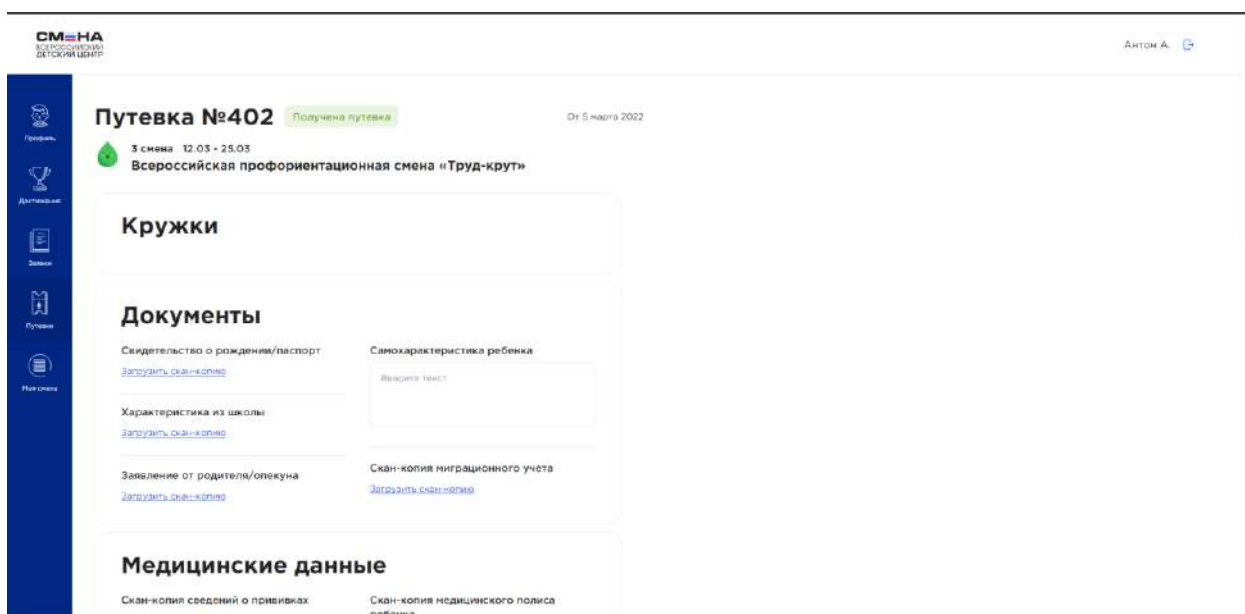 СМЕНА
ВСЕРОССИЙСКИЙ
ДЕТСКИЙ ЦЕНТР
Антон А.
Профиль
Достижения
Заявки
Путевки
Моя смена
Путевка №402 Получена путевка От 5 марта 2022
3 смена 12.03 - 25.03
Всероссийская профориентационная смена «Труд-крут»
Кружки
Документы
Свидетельство о рождении/паспорт
Загрузить скан-копию
Характеристика из школы
Загрузить скан-копию
Заявление от родителя/опекуна
Загрузить скан-копию
Самохарактеристика ребенка
Введите текст
Скан-копия миграционного учета
Загрузить скан-копию
Медицинские данные
Скан-копия сведений о прививках
Скан-копия медицинского полиса
ребенка